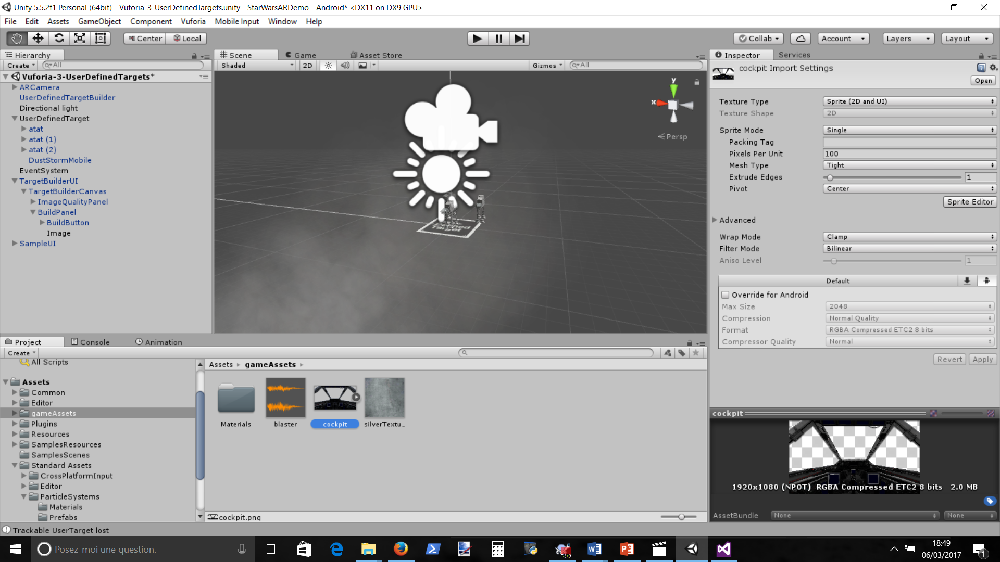 Unity 5.5.2f1 Personal (64bit) - Vuforia-3-UserDefinedTargets.unity - StarWarsARDemo - Android* <DX11 on DX9 GPU>
File Edit Assets GameObject Component Vuforia Mobile Input Window Help
Center Local
Collab Account Layers Layout
Hierarchy
Create All
Vuforia-3-UserDefinedTargets*
ARCamera
UserDefinedTargetBuilder
Directional light
UserDefinedTarget
atat
atat (1)
atat (2)
DustStormMobile
EventSystem
TargetBuilderUI
TargetBuilderCanvas
ImageQualityPanel
BuildPanel
BuildButton
Image
SampleUI
Scene Game Asset Store
Shaded 2D Gizmos All
y
x
Persp
Defined
Target
Inspector Services
cockpit Import Settings
Open
Texture Type Sprite (2D and UI)
Texture Shape 2D
Sprite Mode Single
Packing Tag
Pixels Per Unit 100
Mesh Type Tight
Extrude Edges 1
Pivot Center
Sprite Editor
Advanced
Wrap Mode Clamp
Filter Mode Bilinear
Aniso Level 1
Default
Override for Android
Max Size 2048
Compression Normal Quality
Format RGBA Compressed ETC2 8 bits
Compressor Quality Normal
Revert Apply
cockpit
1920x1080 (NPOT) RGBA Compressed ETC2 8 bits 2.0 MB
AssetBundle None None
Project Console Animation
Create
All Scripts
Assets
Common
Editor
gameAssets
Plugins
Resources
SamplesResources
SamplesScenes
Standard Assets
CrossPlatformInput
Editor
ParticleSystems
Materials
Prefabs
Assets gameAssets
Materials blaster cockpit silverTextu...
cockpit.png
Trackable UserTarget lost
Posez-moi une question.
18:49
06/03/2017
1